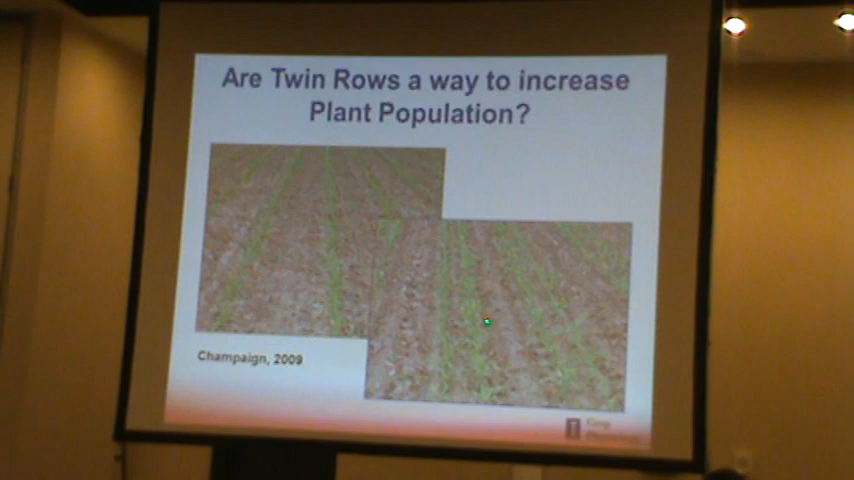 Are Twin Rows a way to increase
Plant Population?
Champaign, 2009